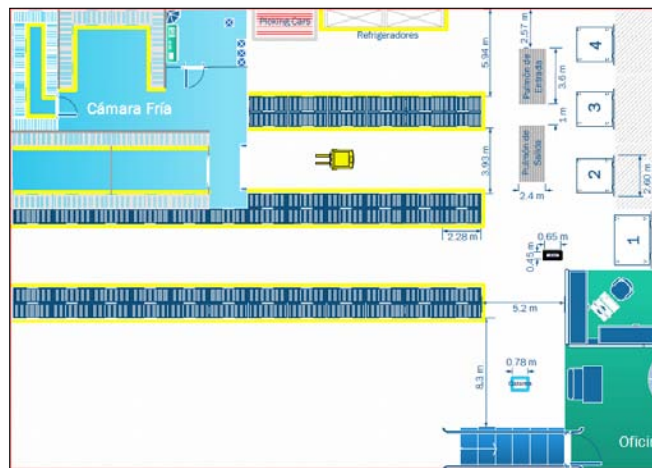 Picking Cars
Refrigeradores
5.94 m
2.57 m
Pulmón de
Entrada
3.6 m
4
Cámara Fría
1 m
3
3.93 m
Pulmón de
Salida
2
2.60 m
2.4 m
2.28 m
1
0.65 m
0.45 m
5.2 m
8.3 m
0.78 m
Oficin